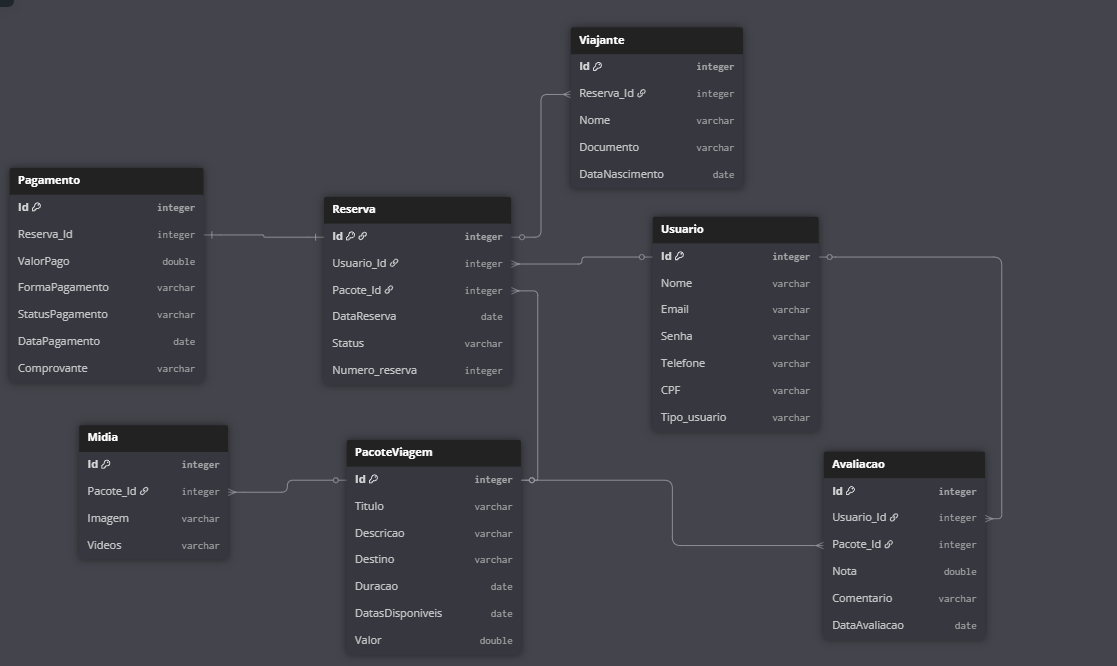 Viajante
Id integer
Reserva_Id integer
Nome varchar
Documento varchar
DataNascimento date
Pagamento
Id integer
Reserva_Id integer
ValorPago double
FormaPagamento varchar
StatusPagamento varchar
DataPagamento date
Comprovante varchar
Reserva
Id integer
Usuario_Id integer
Pacote_Id integer
DataReserva date
Status varchar
Numero_reserva integer
Usuario
Id integer
Nome varchar
Email varchar
Senha varchar
Telefone varchar
CPF varchar
Tipo_usuario varchar
Midia
Id integer
Pacote_Id integer
Imagem varchar
Videos varchar
PacoteViagem
Id integer
Titulo varchar
Descricao varchar
Destino varchar
Duracao date
DatasDisponiveis date
Valor double
Avaliacao
Id integer
Usuario_Id integer
Pacote_Id integer
Nota double
Comentario varchar
DataAvaliacao date